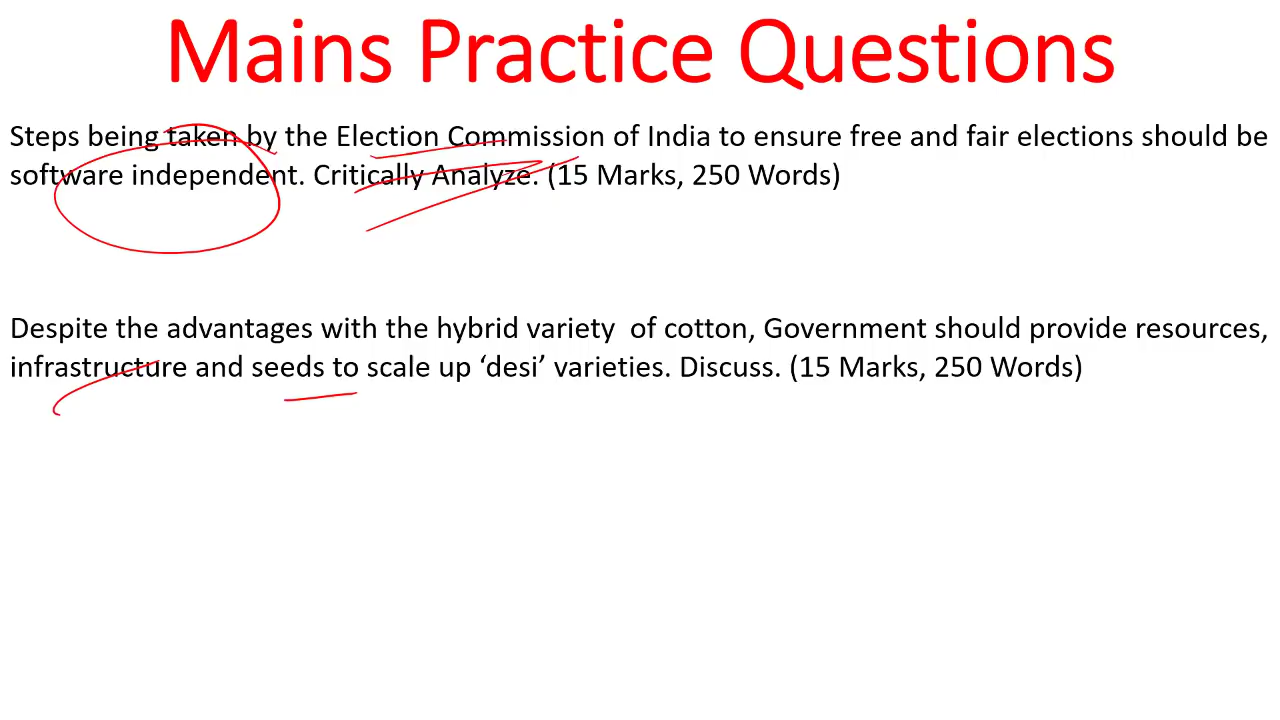 Mains Practice Questions
Steps being taken by the Election Commission of India to ensure free and fair elections should be
software independent. Critically Analyze. (15 Marks, 250 Words)
Despite the advantages with the hybrid variety  of cotton, Government should provide resources,
infrastructure and seeds to scale up ‘desi’ varieties. Discuss. (15 Marks, 250 Words)